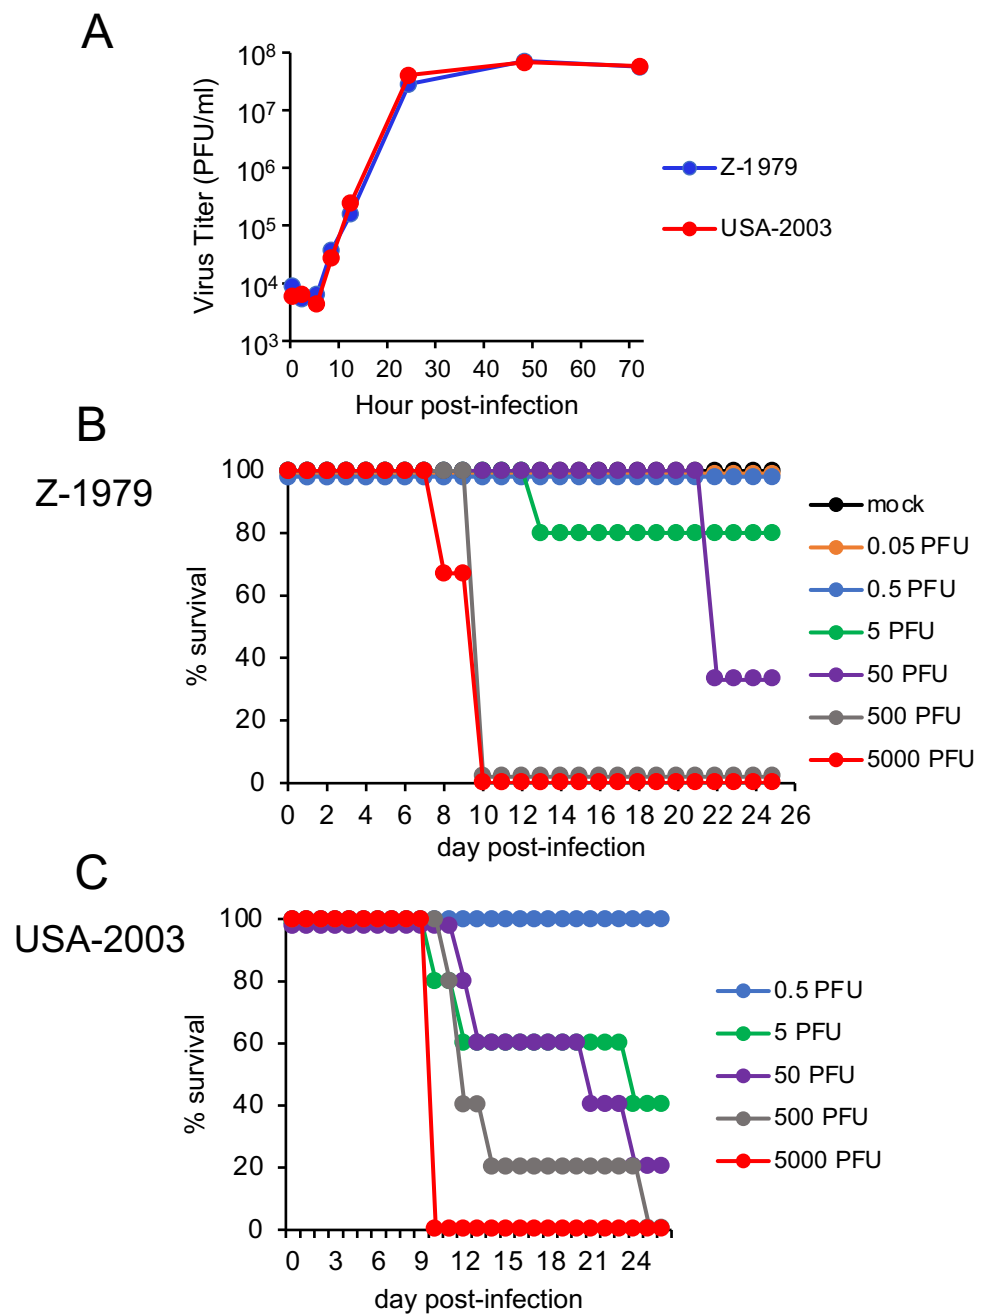 A
10⁸
10⁷
10⁶
10⁵
10⁴
10³
Virus Titer (PFU/ml)
0 10 20 30 40 50 60 70
Hour post-infection
Z-1979
USA-2003
B
Z-1979
100
80
60
40
20
0
% survival
0 2 4 6 8 10 12 14 16 18 20 22 24 26
day post-infection
mock
0.05 PFU
0.5 PFU
5 PFU
50 PFU
500 PFU
5000 PFU
C
USA-2003
100
80
60
40
20
0
% survival
0 3 6 9 12 15 18 21 24
day post-infection
0.5 PFU
5 PFU
50 PFU
500 PFU
5000 PFU